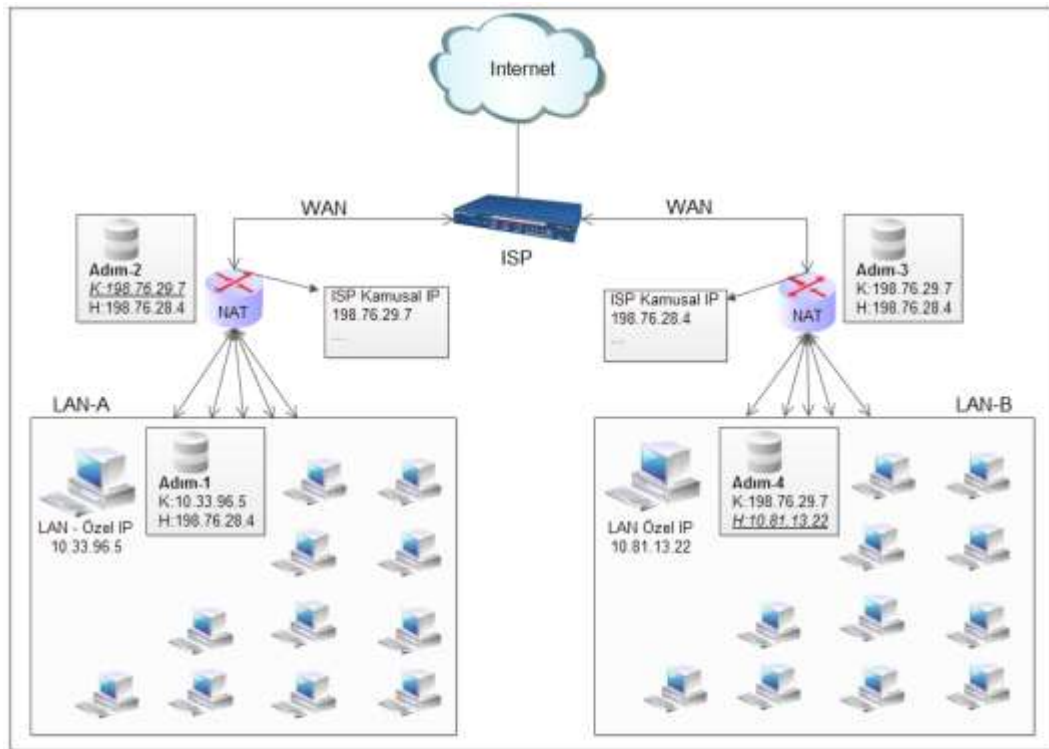 Internet
WAN
WAN
ISP
Adım-2
K:198.76.29.7
H:198.76.28.4
NAT
ISP Kamusal IP
198.76.29.7
....
ISP Kamusal IP
198.76.28.4
....
NAT
Adım-3
K:198.76.29.7
H:198.76.28.4
LAN-A
Adım-1
K:10.33.96.5
H:198.76.28.4
LAN - Özel IP
10.33.96.5
LAN-B
Adım-4
K:198.76.29.7
H:10.81.13.22
LAN Özel IP
10.81.13.22